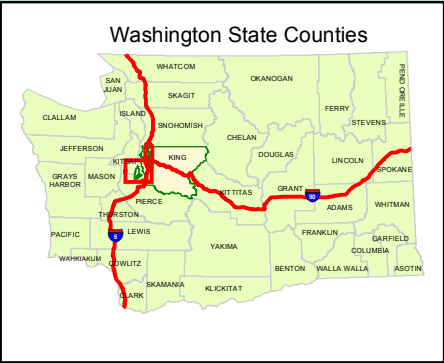 Washington State Counties
WHATCOM
OKANOGAN
PEND OREILLE
SAN
JUAN
SKAGIT
FERRY
STEVENS
ISLAND
CLALLAM
SNOHOMISH
CHELAN
JEFFERSON
DOUGLAS
KITSAP
KING
LINCOLN
SPOKANE
GRAYS
HARBOR
MASON
KITTITAS
GRANT
90
PIERCE
ADAMS
WHITMAN
THURSTON
PACIFIC
5
LEWIS
FRANKLIN
GARFIELD
YAKIMA
COLUMBIA
WAHKIAKUM
COWLITZ
BENTON
WALLA WALLA
ASOTIN
SKAMANIA
KLICKITAT
CLARK